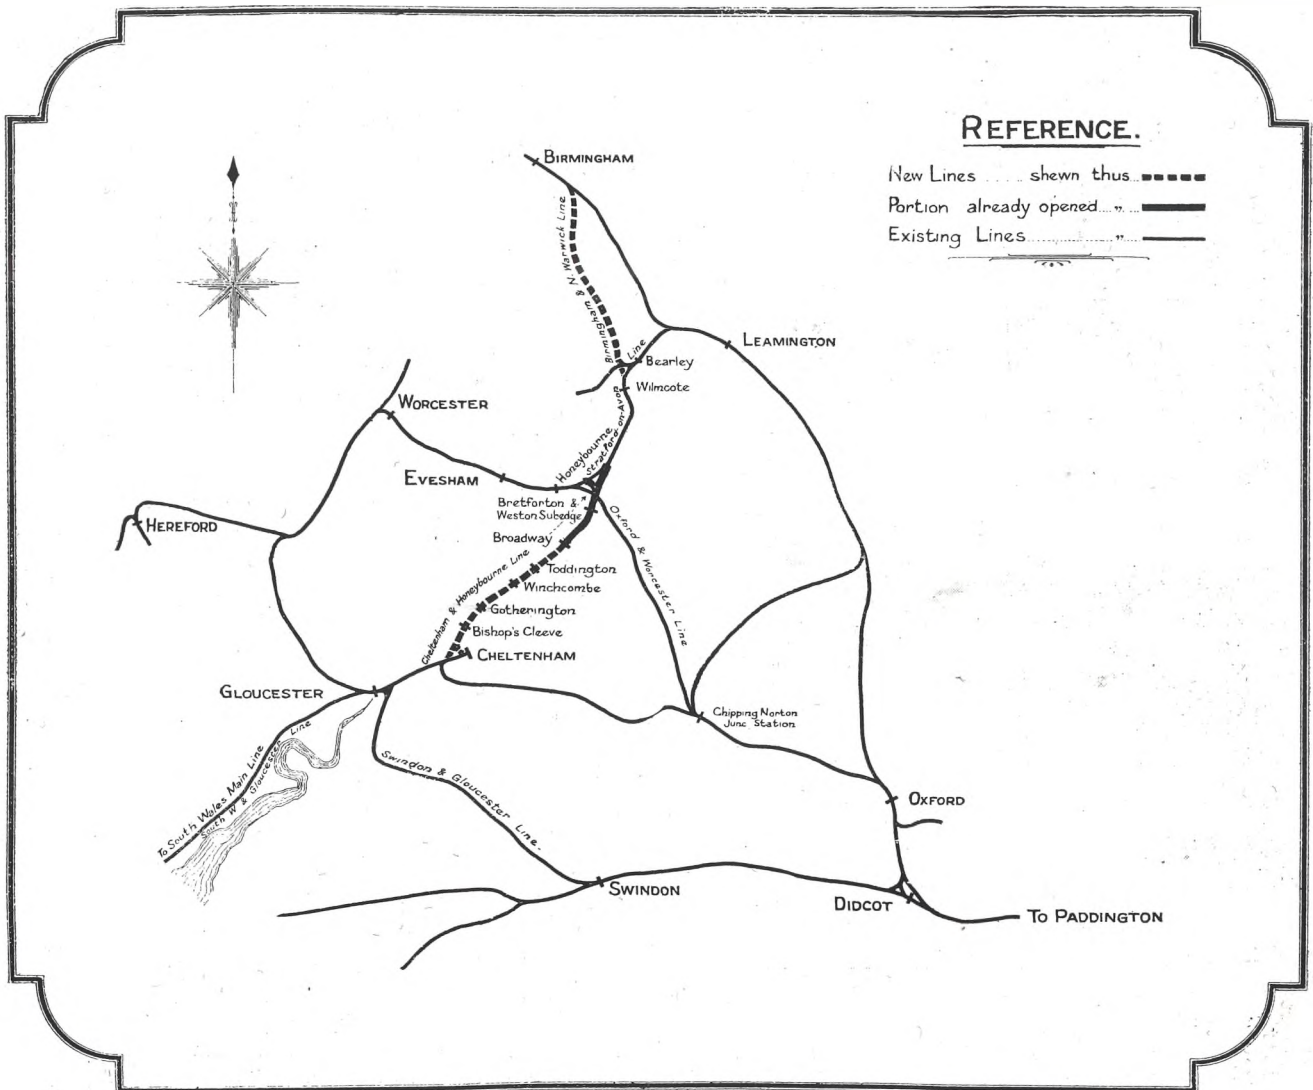 REFERENCE.
New Lines ..... shewn thus...
Portion already opened....„...
Existing Lines...................„...
BIRMINGHAM
Birmingham & N. Warwick Line
LEAMINGTON
Line
Bearley
Wilmcote
WORCESTER
Honeybourne
Stratford-on-Avon
EVESHAM
Bretforton &
Weston Subedge
HEREFORD
Broadway
Oxford & Worcester Line
Toddington
Winchcombe
Cheltenham & Honeybourne Line
Gotherington
Bishop's Cleeve
CHELTENHAM
GLOUCESTER
Chipping Norton
Junc Station
To South Wales Main Line
South W & Gloucester Line
Swindon & Gloucester Line.
OXFORD
SWINDON
DIDCOT
TO PADDINGTON